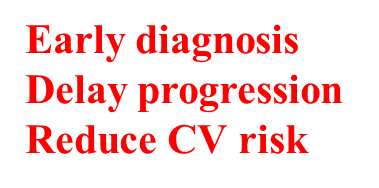 Early diagnosis
Delay progression
Reduce CV risk